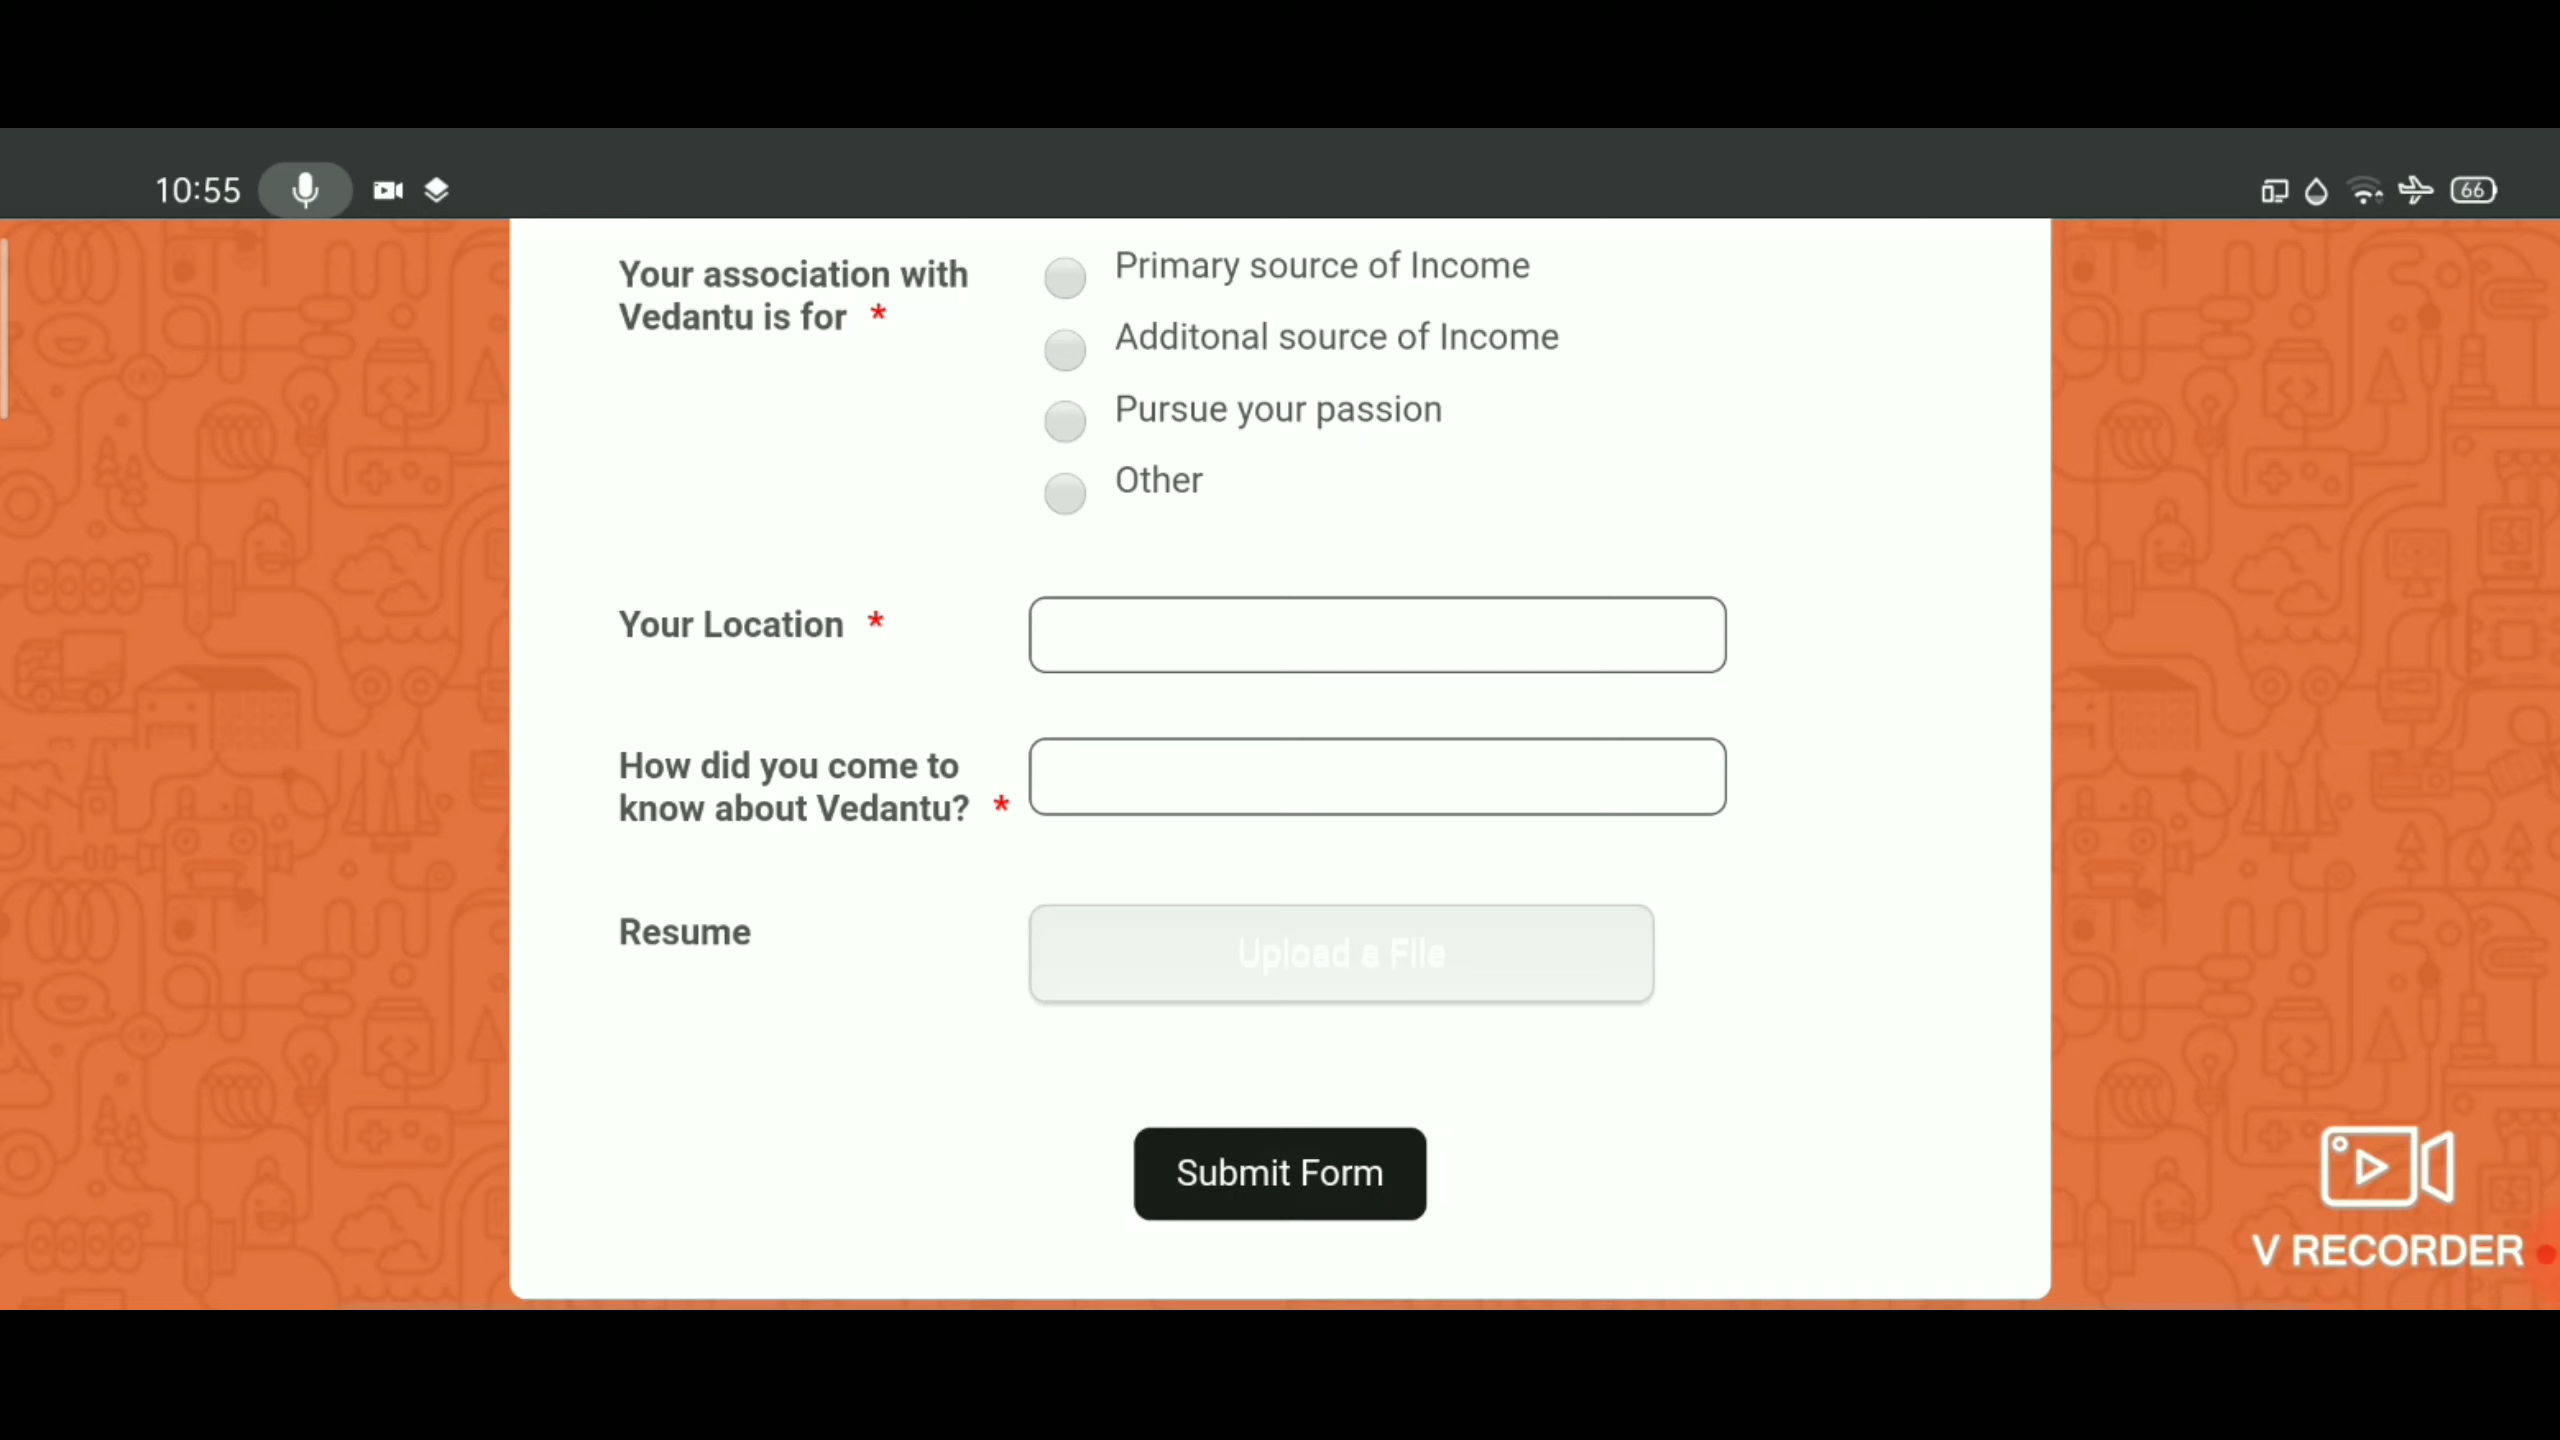 10:55
66
Your association with
Vedantu is for *
Primary source of Income
Additonal source of Income
Pursue your passion
Other
Your Location *
How did you come to
know about Vedantu? *
Resume
Upload a File
Submit Form
V RECORDER